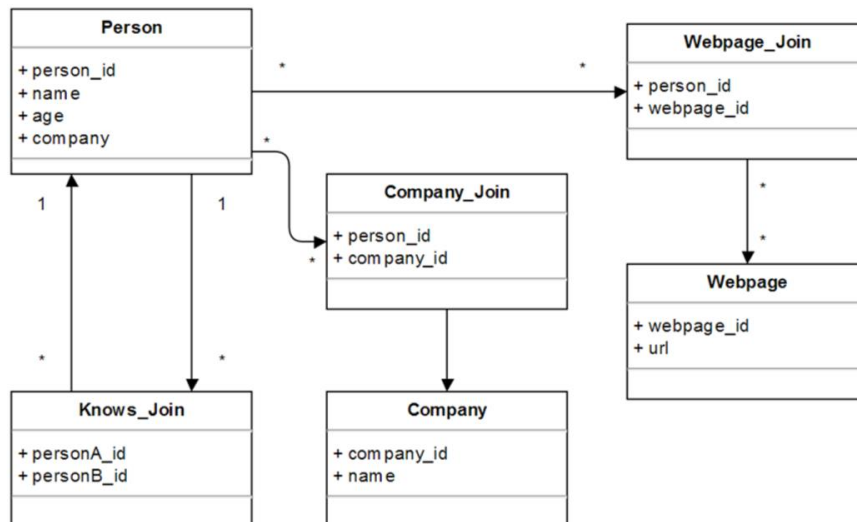 Person
+ person_id
+ name
+ age
+ company
* *
Webpage_Join
+ person_id
+ webpage_id
*
1 1
Company_Join
+ person_id
+ company_id
*
*
*
Webpage
+ webpage_id
+ url
* *
Knows_Join
+ personA_id
+ personB_id
Company
+ company_id
+ name